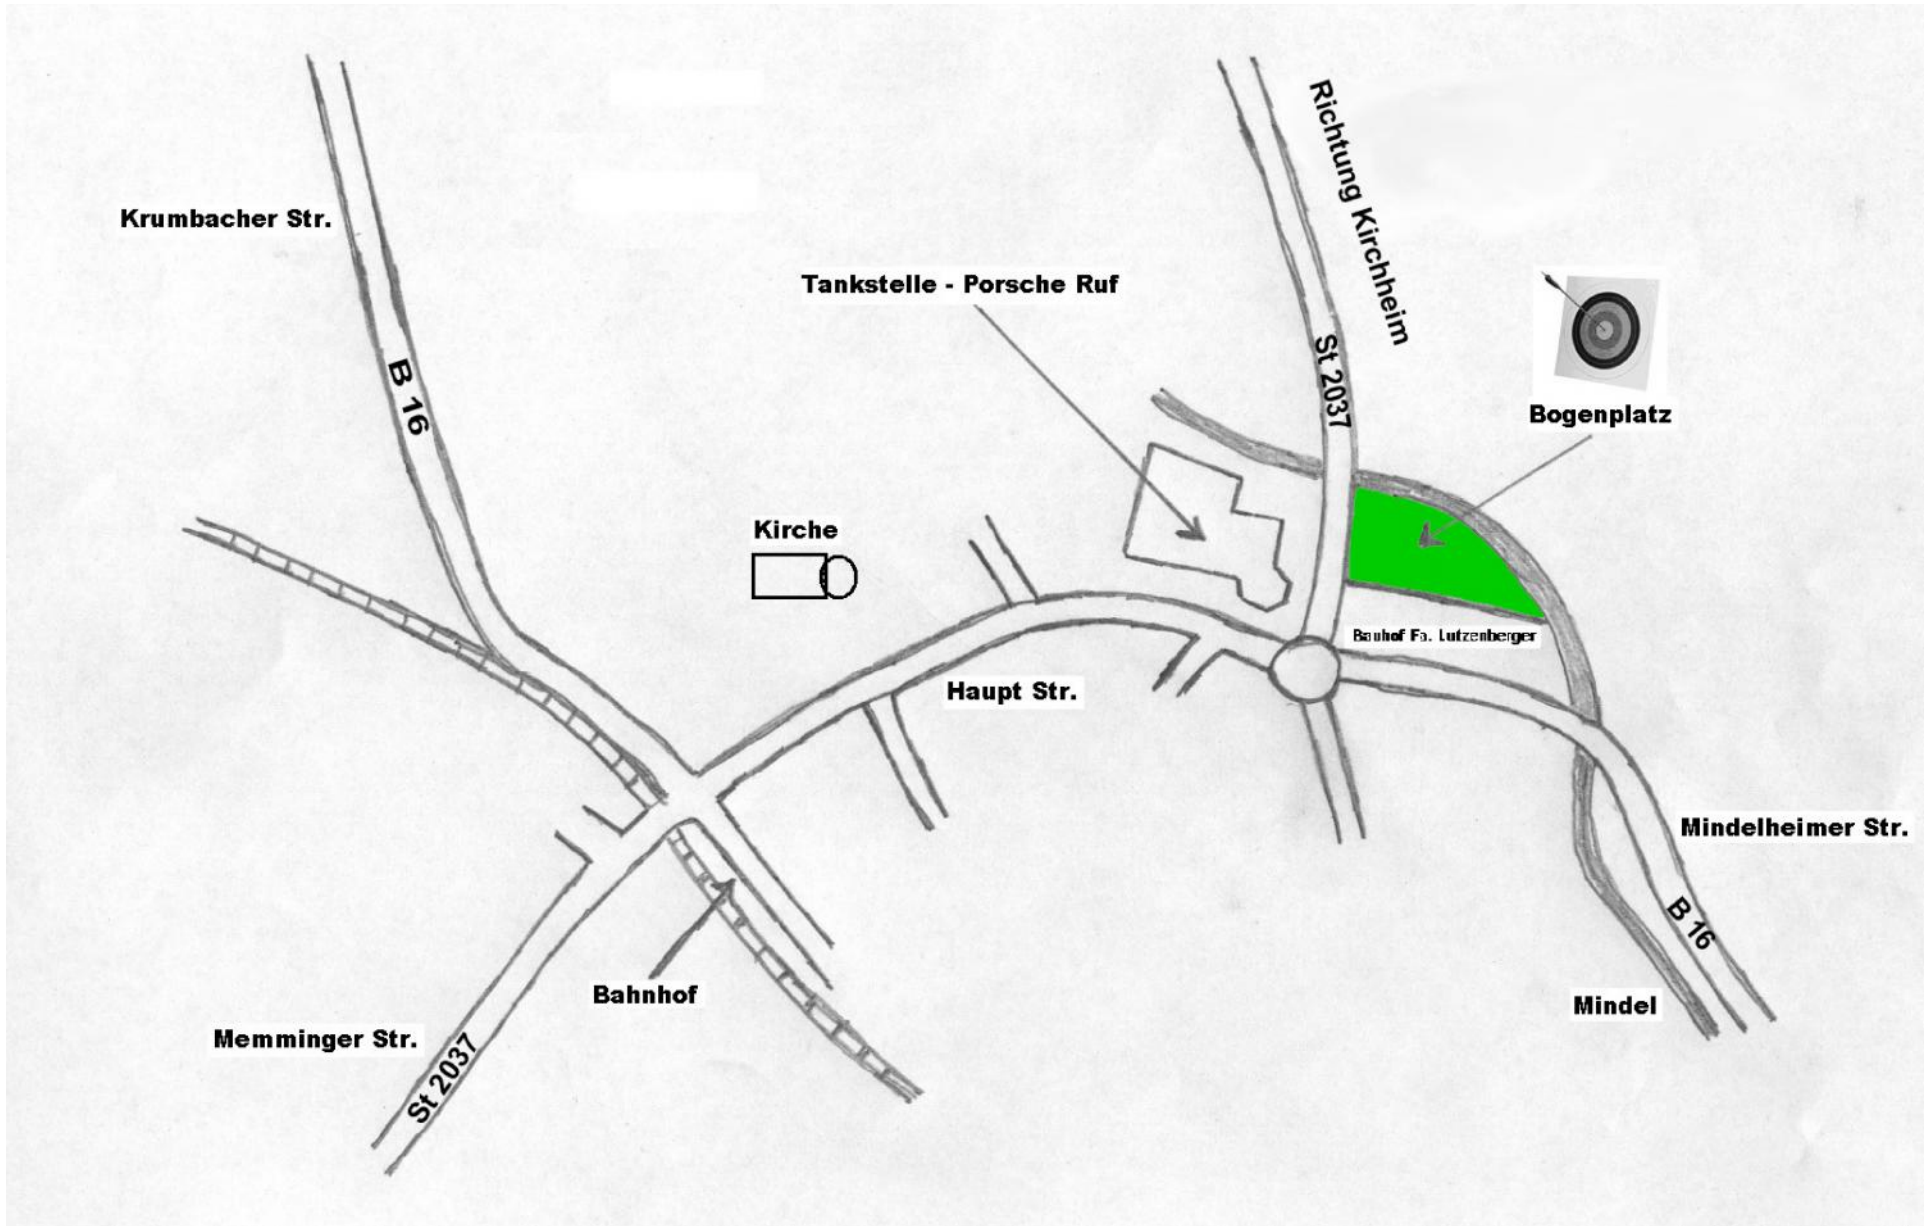 Richtung Kirchheim
Krumbacher Str.
Tankstelle - Porsche Ruf
St 2037
B 16
Bogenplatz
Kirche
Bauhof Fa. Lutzenberger
Haupt Str.
Mindelheimer Str.
B 16
Bahnhof
Mindel
Memminger Str.
St 2037